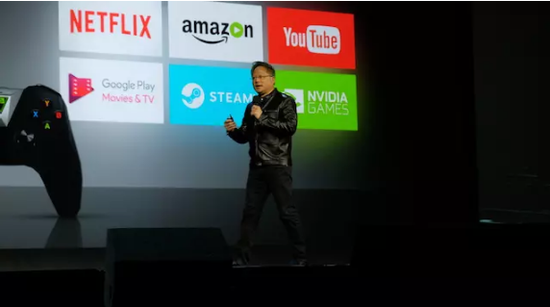 NETFLIX
amazon
YouTube
Google Play
Movies & TV
STEAM
NVIDIA
GAMES
Y
X
B
A